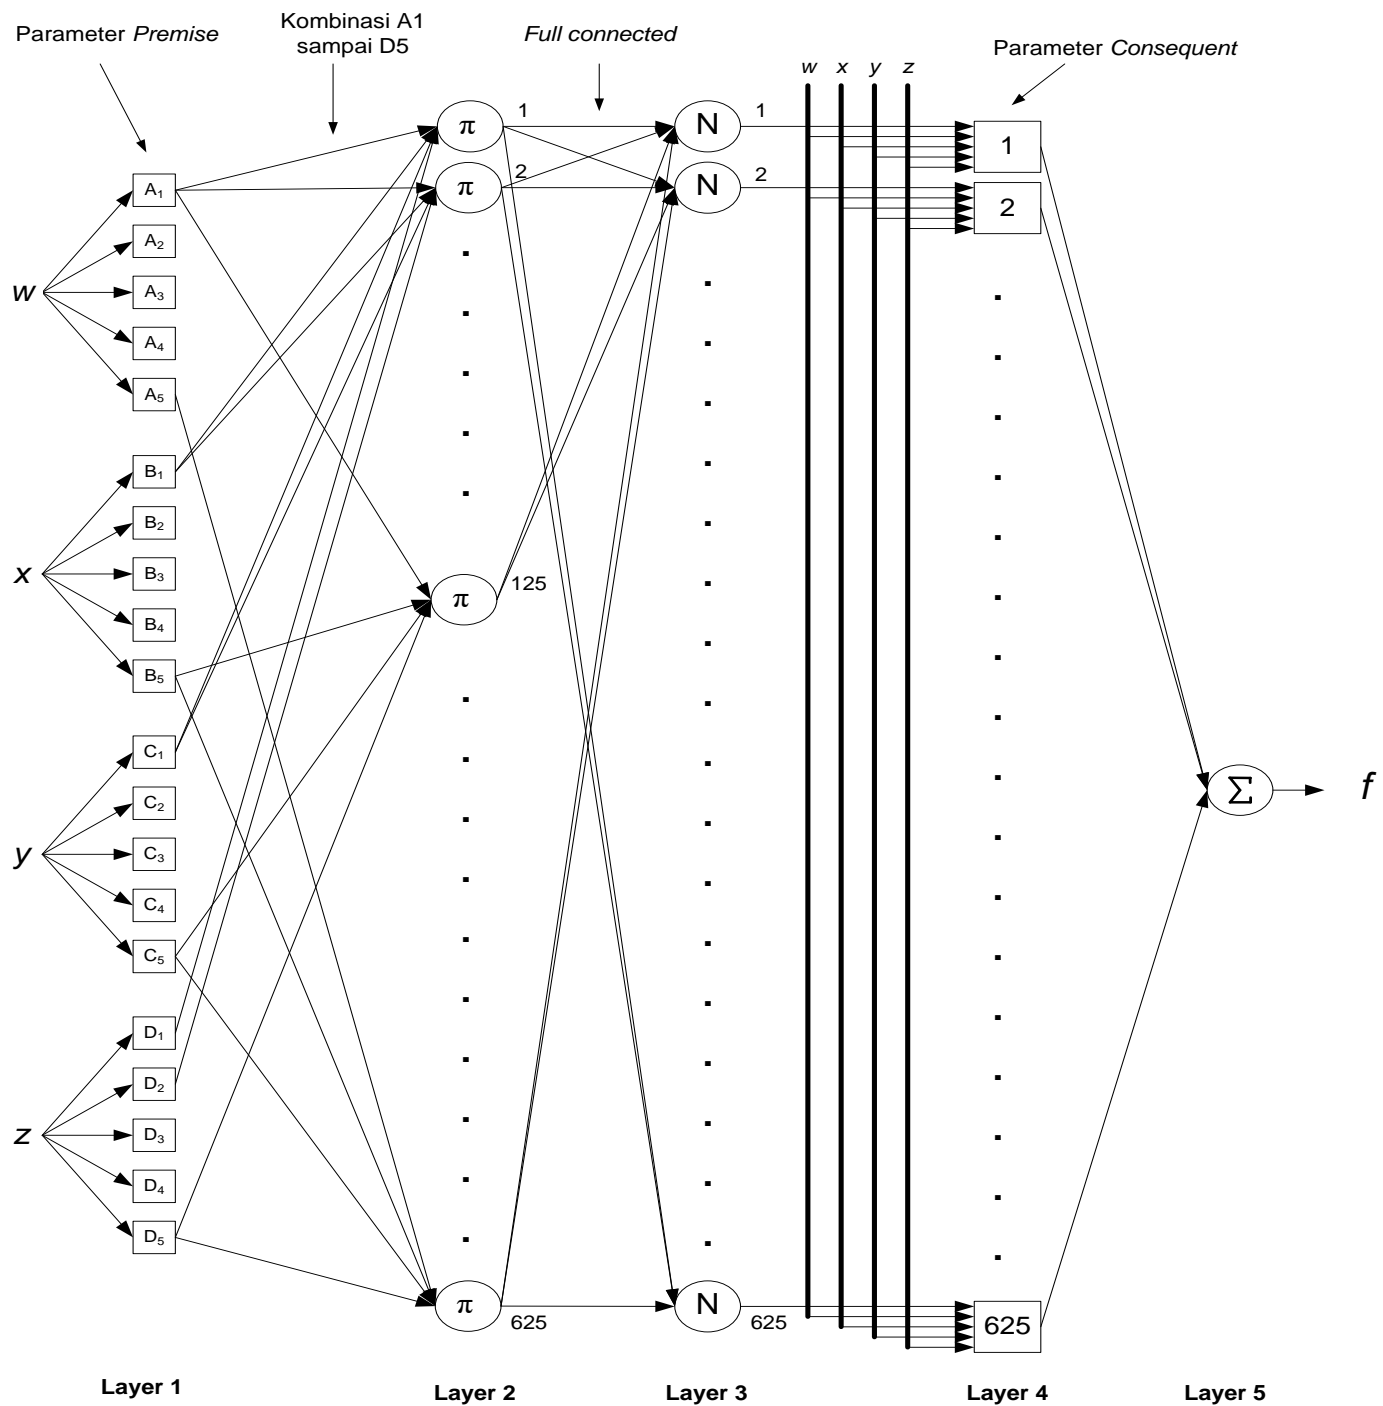 Parameter Premise
Kombinasi A1
sampai D5
Full connected
Parameter Consequent
w x y z
π 1 N 1 1
π 2 N 2 2
w
A1
A2
A3
A4
A5
x
B1
B2
B3
B4
B5
π 125
y
C1
C2
C3
C4
C5
Σ f
z
D1
D2
D3
D4
D5
π 625 N 625 625
Layer 1 Layer 2 Layer 3 Layer 4 Layer 5